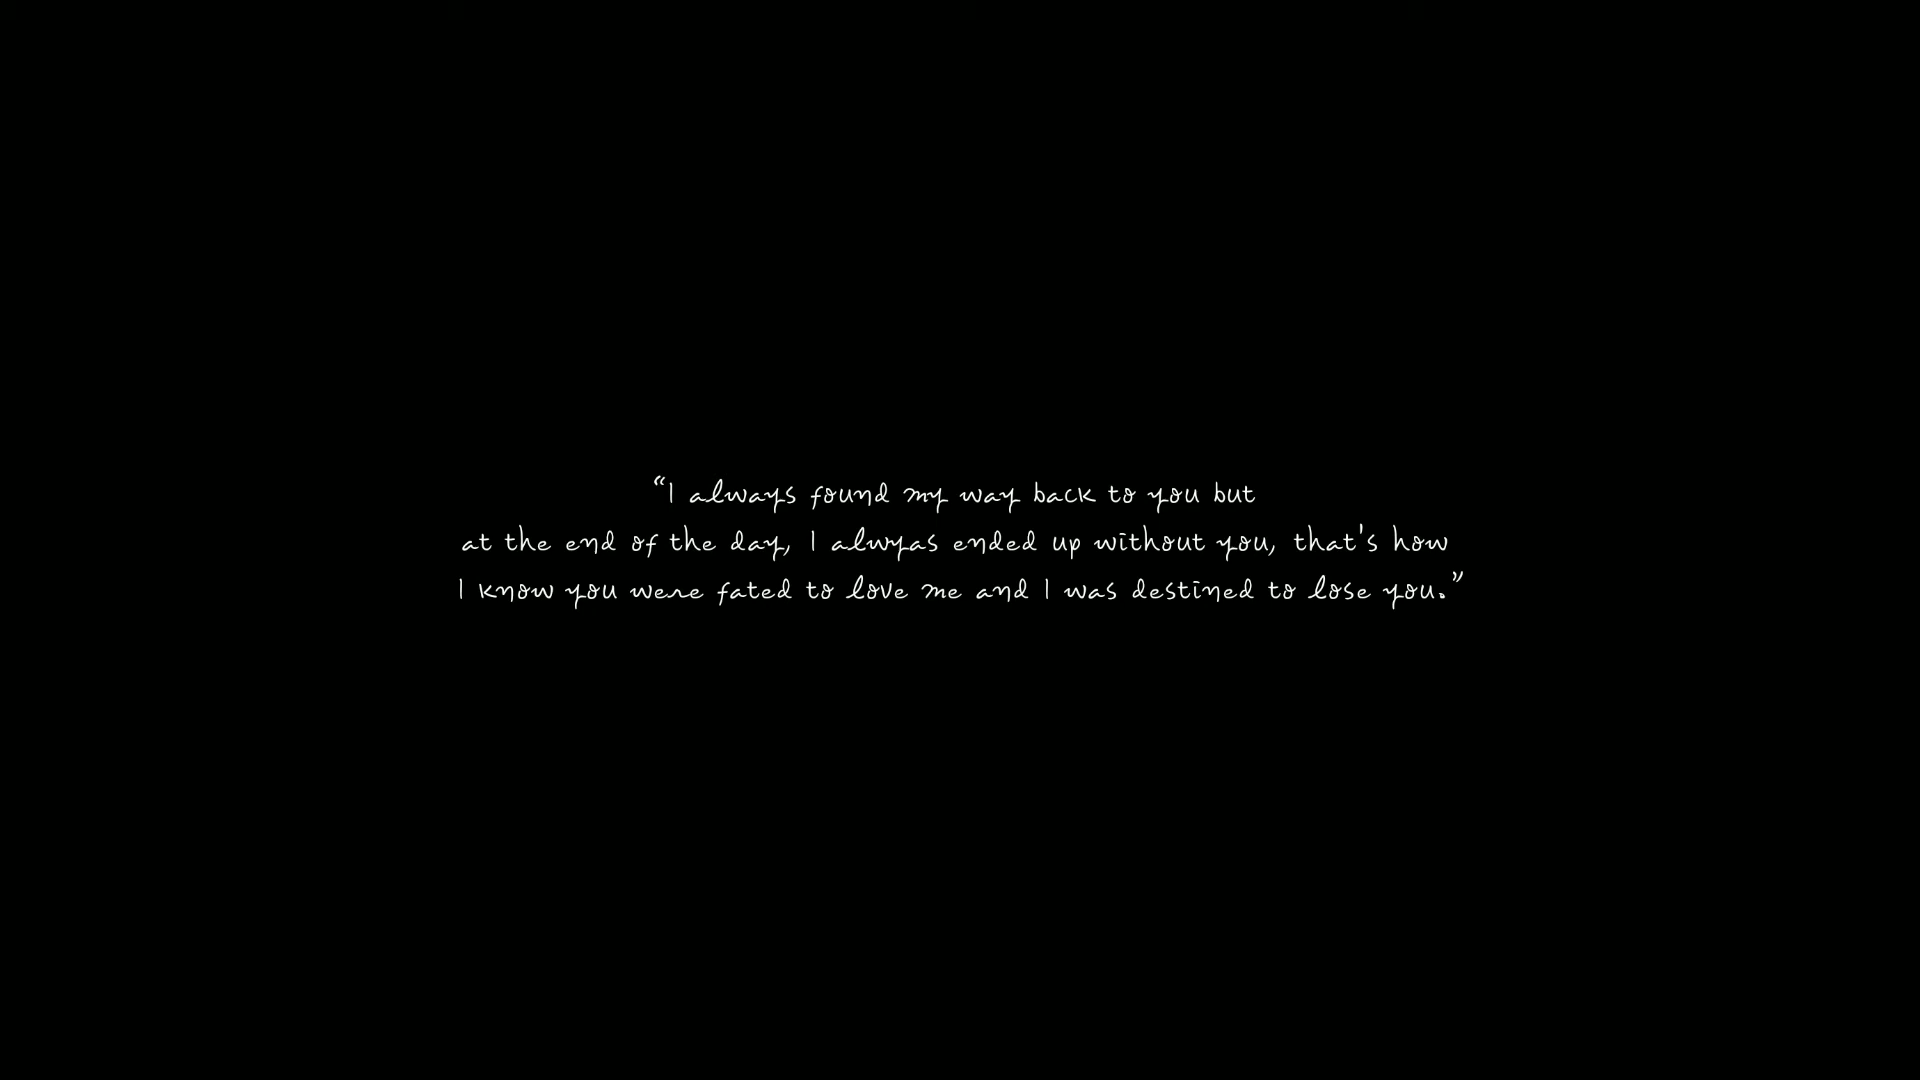 “I always found my way back to you but
at the end of the day, I alwyas ended up without you, that's how
I know you were fated to love me and I was destined to lose you.”